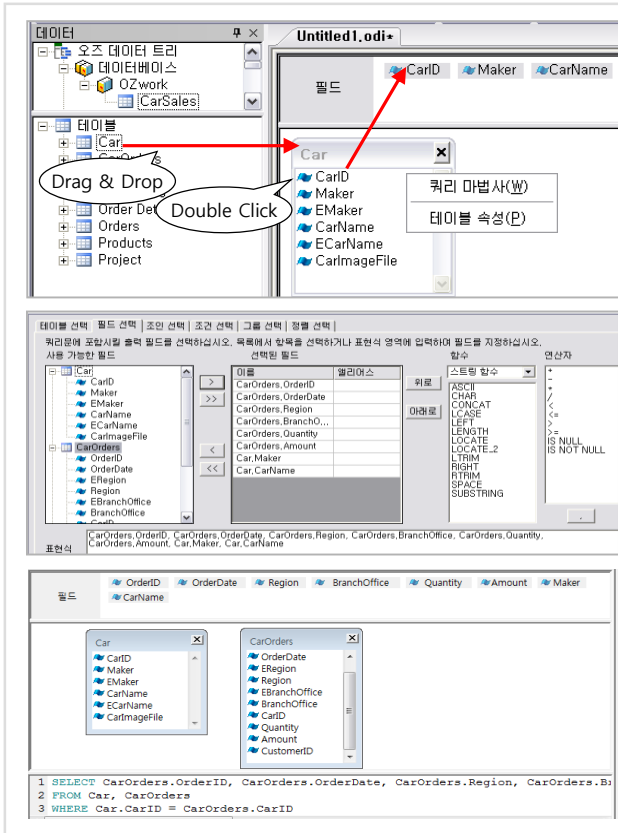 데이터
Untitled1.odi*
오즈 데이터 트리
데이터베이스
OZwork
CarSales
필드
CarID Maker CarName
테이블
Car
Drag & Drop
Order Det
Orders
Products
Project
Double Click
Car
CarID
Maker
EMaker
CarName
ECarName
CarImageFile
쿼리 마법사(W)
테이블 속성(P)
테이블 선택 필드 선택 조인 선택 조건 선택 그룹 선택 정렬 선택
쿼리문에 포함시킬 출력 필드를 선택하십시오. 목록에서 항목을 선택하거나 표현식 영역에 입력하여 필드를 지정하십시오.
사용 가능한 필드 선택된 필드 함수 연산자
Car
CarID
Maker
EMaker
CarName
ECarName
CarImageFile
CarOrders
OrderID
OrderDate
ERegion
Region
EBranchOffice
BranchOffice
CarID
>
>>
<
<<
이름 앨리어스
CarOrders,OrderID
CarOrders,OrderDate
CarOrders,Region
CarOrders,BranchO...
CarOrders,Quantity
CarOrders,Amount
Car,Maker
Car,CarName
위로
아래로
스트링 함수
ASCII
CHAR
CONCAT
LCASE
LEFT
LENGTH
LOCATE
LOCATE_2
LTRIM
RIGHT
RTRIM
SPACE
SUBSTRING
+
-
*
/
<
<=
>
>=
IS NULL
IS NOT NULL
표현식
CarOrders,OrderID, CarOrders,OrderDate, CarOrders,Region, CarOrders,BranchOffice, CarOrders,Quantity,
CarOrders,Amount, Car,Maker, Car,CarName
필드
OrderID OrderDate Region BranchOffice Quantity Amount Maker
CarName
Car
CarID
Maker
EMaker
CarName
ECarName
CarImageFile
CarOrders
OrderDate
ERegion
Region
EBranchOffice
BranchOffice
CarID
Quantity
Amount
CustomerID
1 SELECT CarOrders.OrderID, CarOrders.OrderDate, CarOrders.Region, CarOrders.Br
2 FROM Car, CarOrders
3 WHERE Car.CarID = CarOrders.CarID